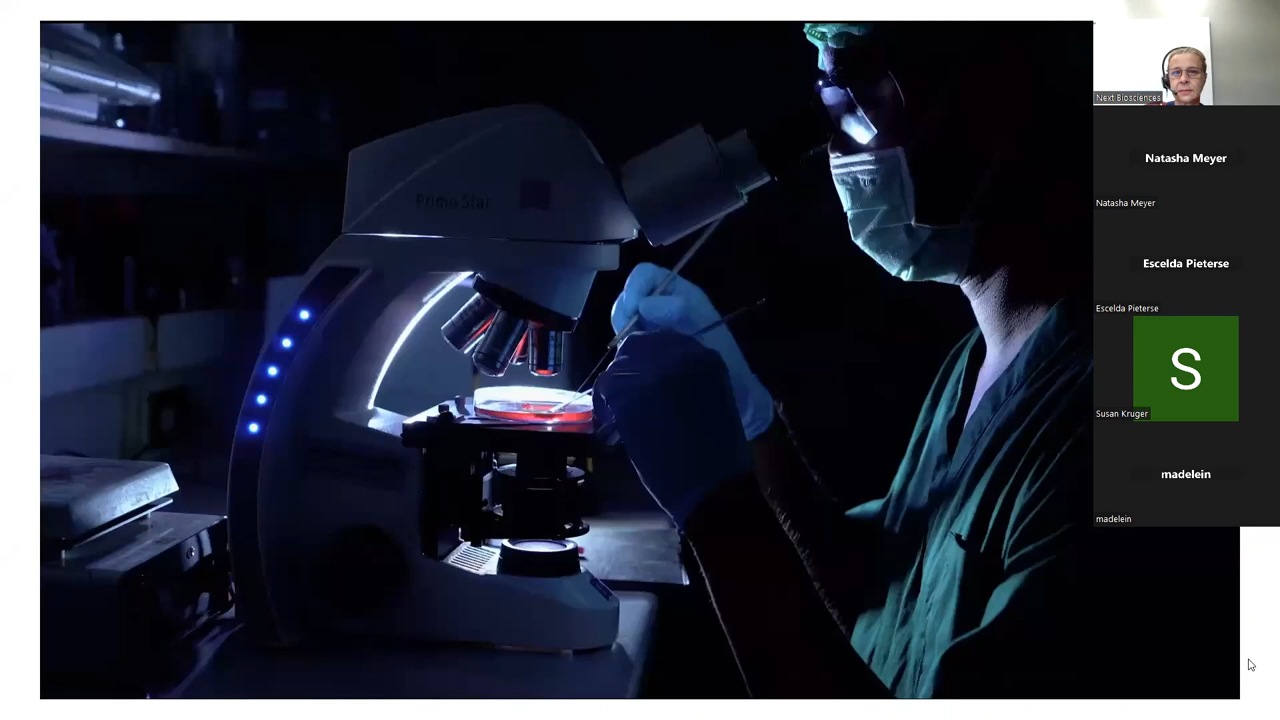 Primo Star
Next Biosciences
Natasha Meyer
Natasha Meyer
Escelda Pieterse
Escelda Pieterse
S
Susan Kruger
madelein
madelein